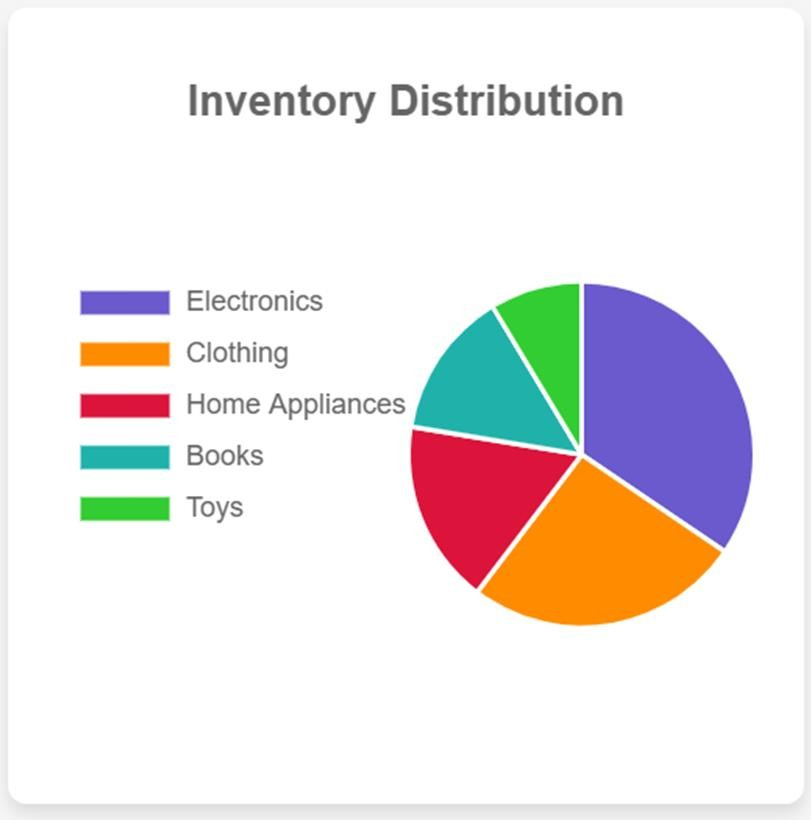 Inventory Distribution
Electronics
Clothing
Home Appliances
Books
Toys